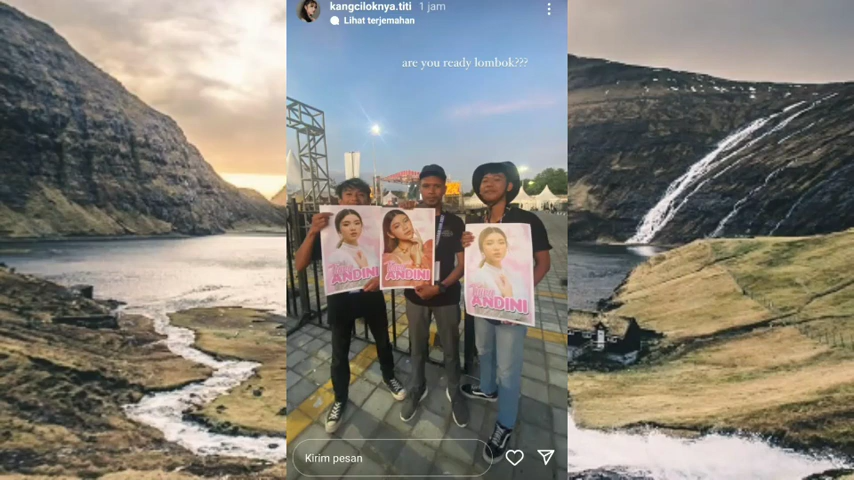 kangciloknya.titi 1 jam
Lihat terjemahan
are you ready lombok???
ANDINI
ANDINI
ANDINI
Kirim pesan